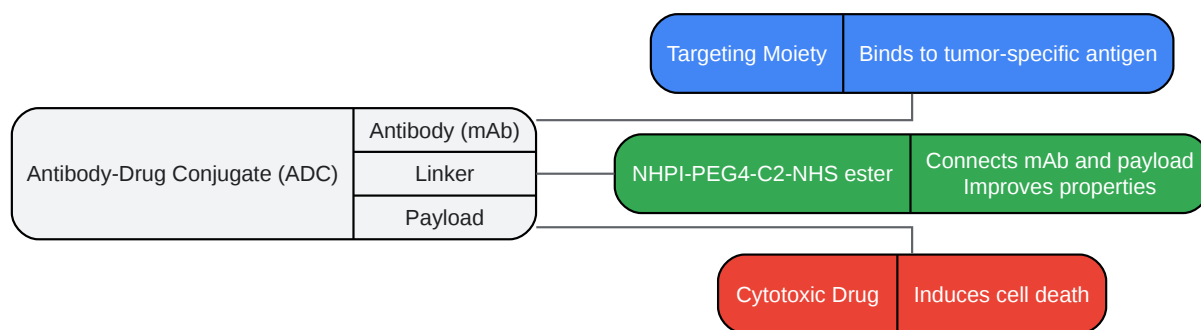 Targeting Moiety
Binds to tumor-specific antigen
Antibody-Drug Conjugate (ADC)
Antibody (mAb)
Linker
Payload
NHPI-PEG4-C2-NHS ester
Connects mAb and payload
Improves properties
Cytotoxic Drug
Induces cell death